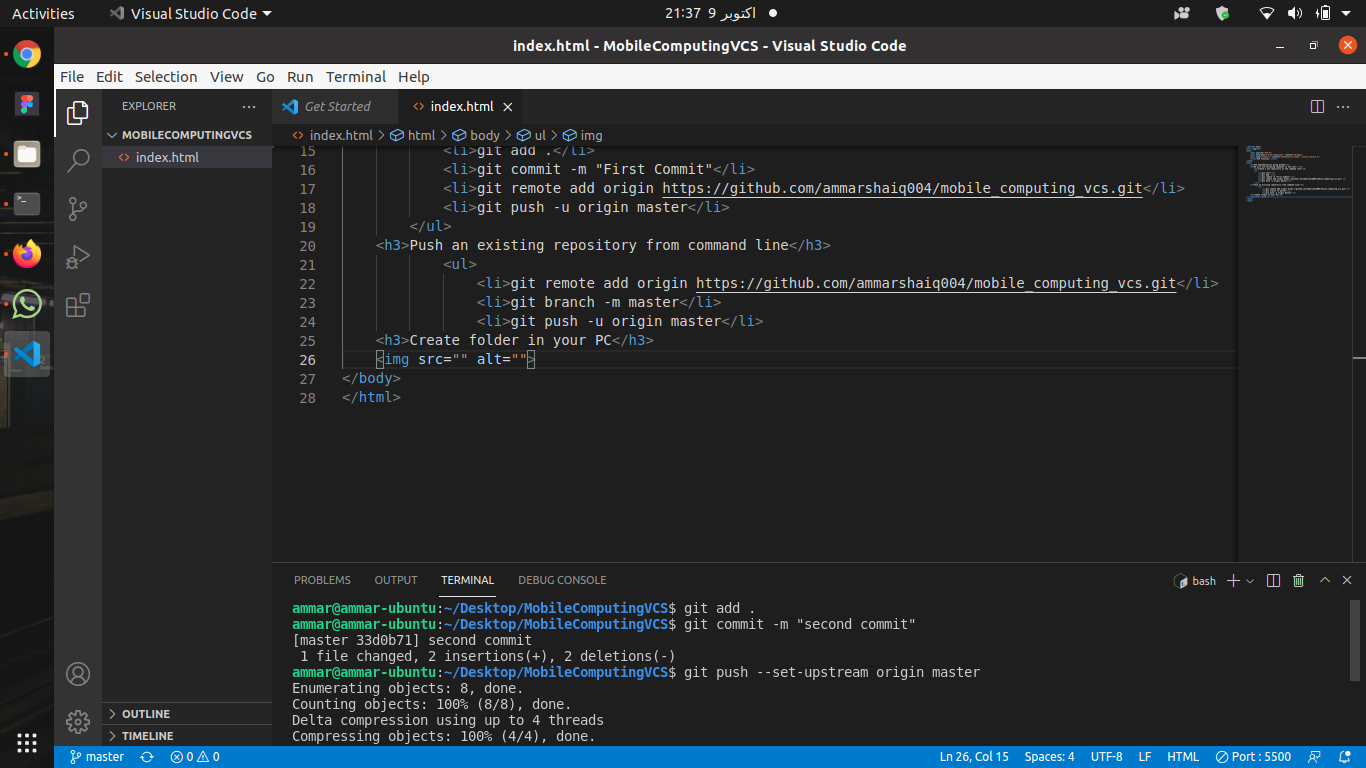 Activities
Visual Studio Code
21:37 9 اکتوبر
index.html - MobileComputingVCS - Visual Studio Code
File Edit Selection View Go Run Terminal Help
EXPLORER
Get Started
index.html
MOBILECOMPUTINGVCS
index.html
index.html > html > body > ul > img
15 <li>git add .</li>
16 <li>git commit -m "First Commit"</li>
17 <li>git remote add origin https://github.com/ammarshaiq004/mobile_computing_vcs.git</li>
18 <li>git push -u origin master</li>
19 </ul>
20 <h3>Push an existing repository from command line</h3>
21 <ul>
22 <li>git remote add origin https://github.com/ammarshaiq004/mobile_computing_vcs.git</li>
23 <li>git branch -m master</li>
24 <li>git push -u origin master</li>
25 <h3>Create folder in your PC</h3>
26 <img src="" alt="">
27 </body>
28 </html>
PROBLEMS OUTPUT TERMINAL DEBUG CONSOLE
bash
ammar@ammar-ubuntu:~/Desktop/MobileComputingVCS$ git add .
ammar@ammar-ubuntu:~/Desktop/MobileComputingVCS$ git commit -m "second commit"
[master 33d0b71] second commit
1 file changed, 2 insertions(+), 2 deletions(-)
ammar@ammar-ubuntu:~/Desktop/MobileComputingVCS$ git push --set-upstream origin master
Enumerating objects: 8, done.
Counting objects: 100% (8/8), done.
Delta compression using up to 4 threads
Compressing objects: 100% (4/4), done.
OUTLINE
TIMELINE
master 0 0 Ln 26, Col 15 Spaces: 4 UTF-8 LF HTML Port : 5500